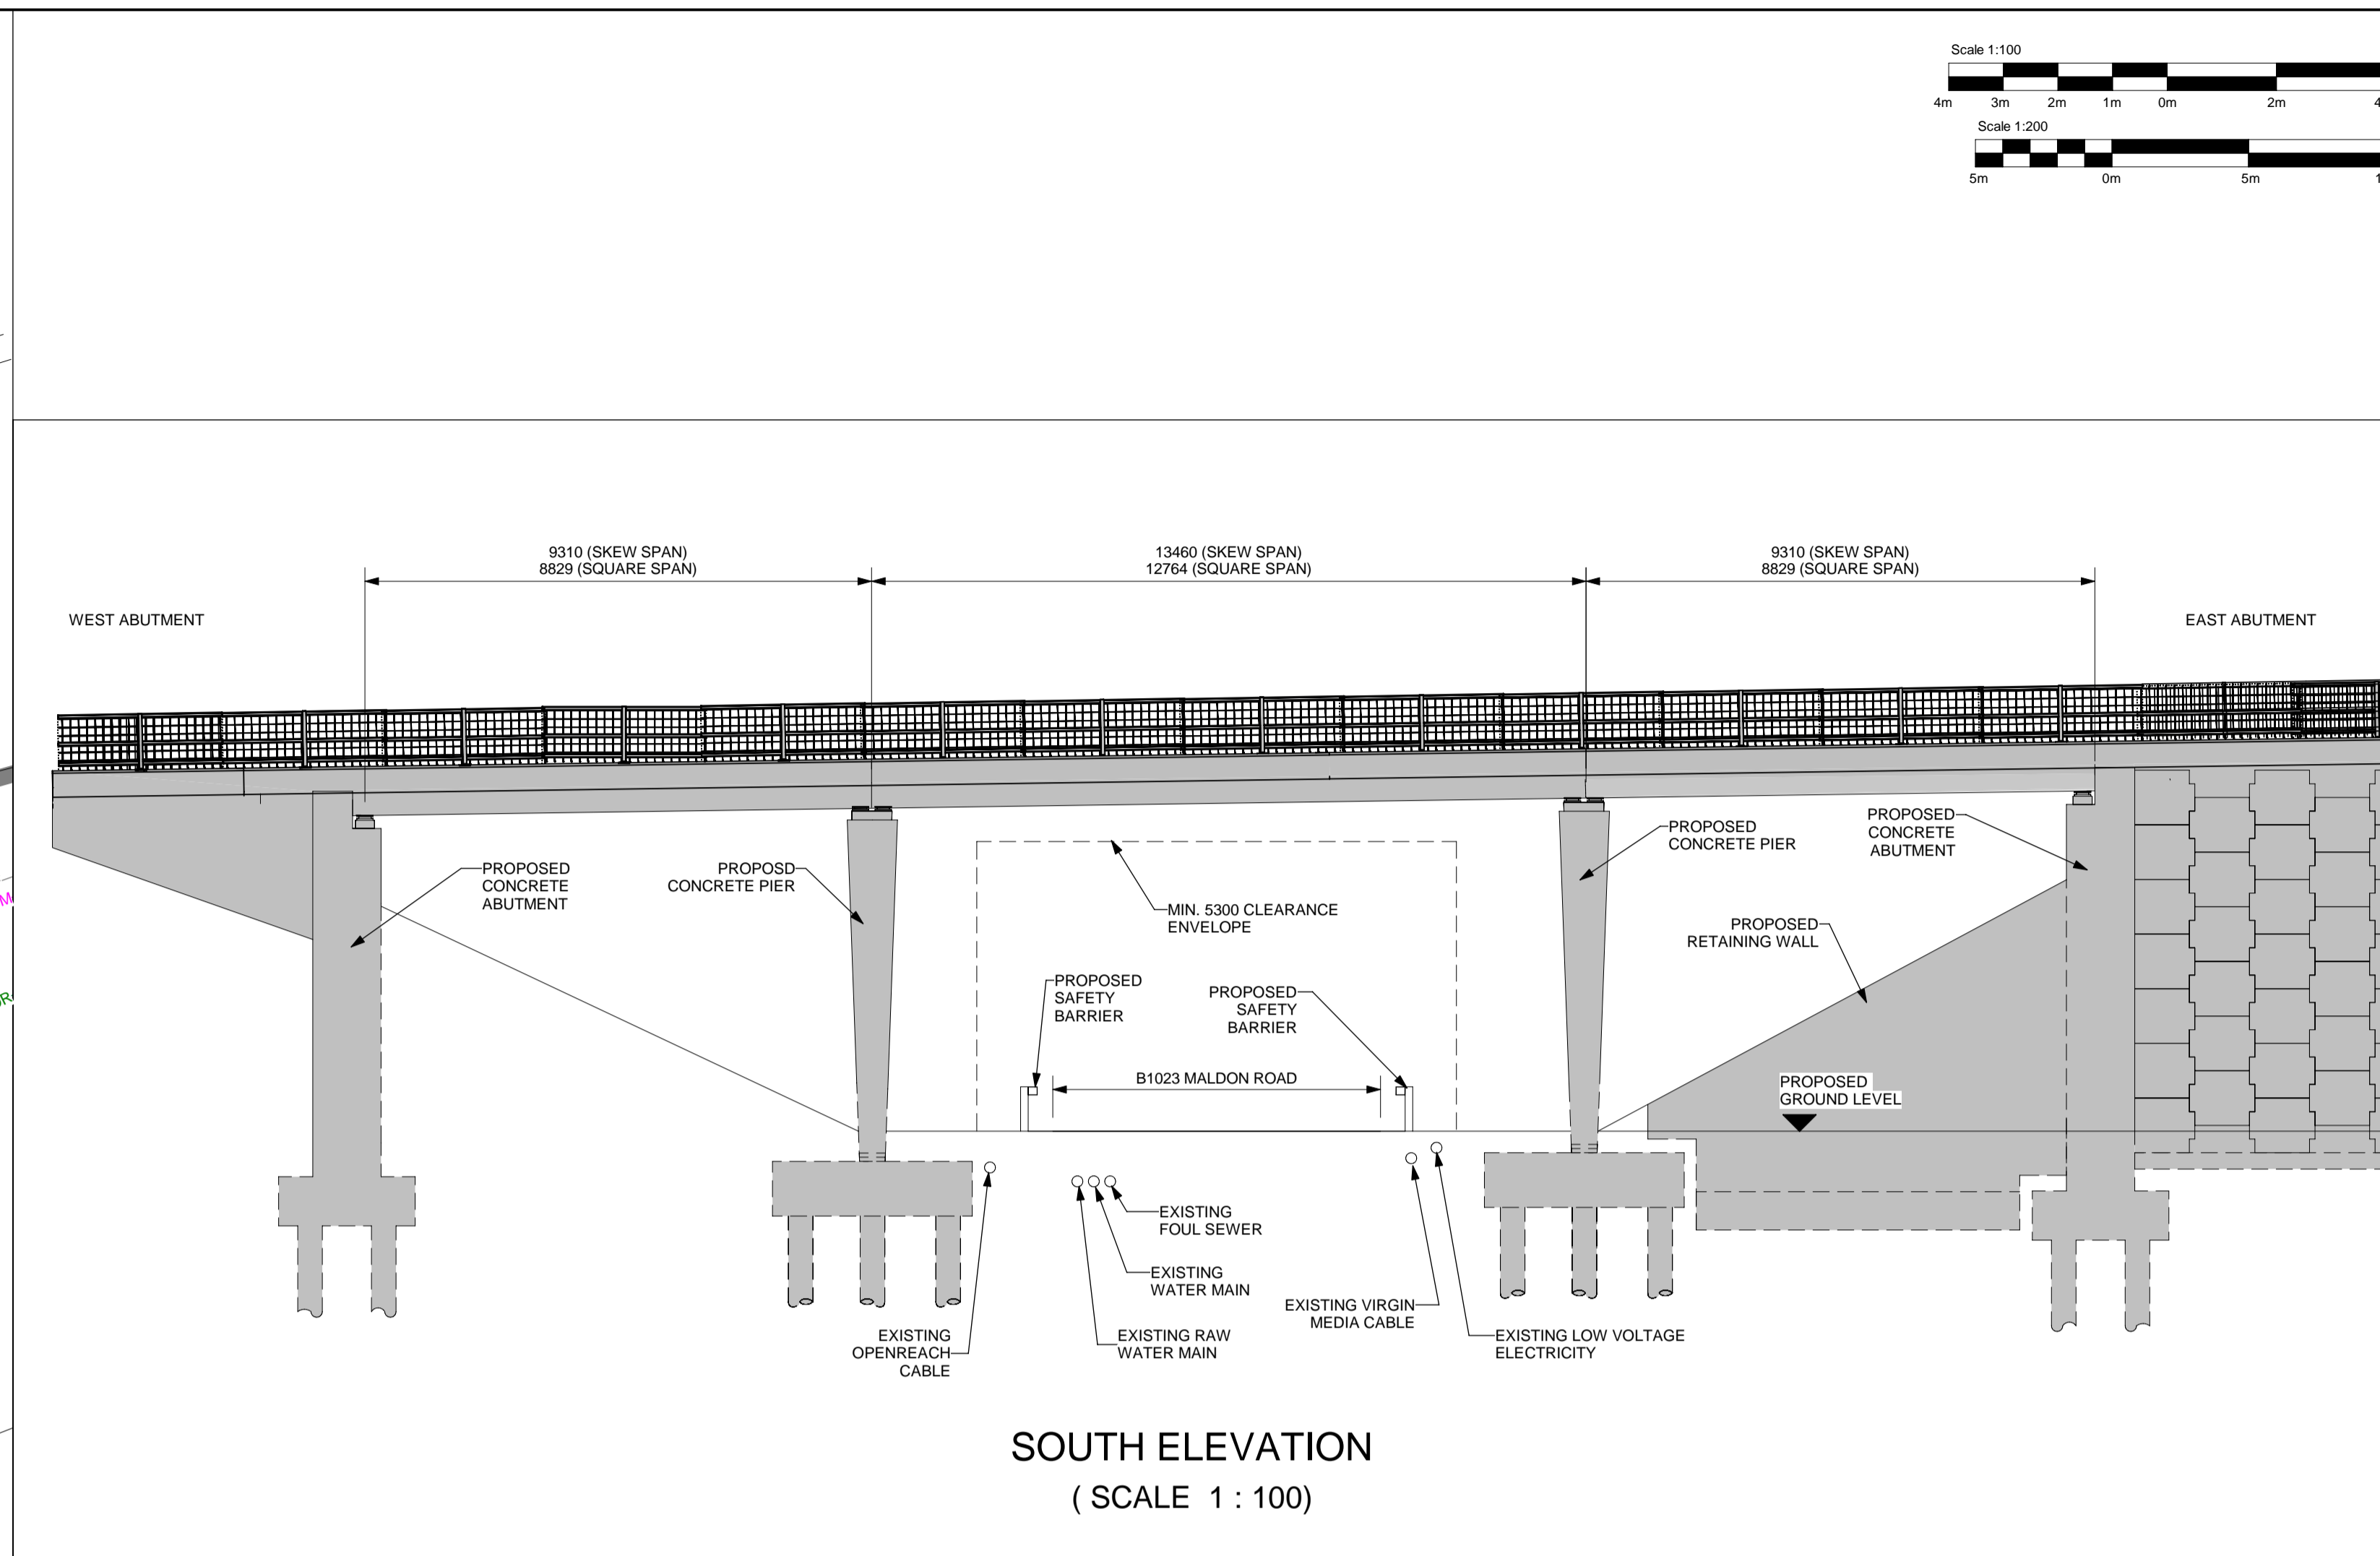 Scale 1:100
4m 3m 2m 1m 0m 2m 4
Scale 1:200
5m 0m 5m 1
9310 (SKEW SPAN)
8829 (SQUARE SPAN)
13460 (SKEW SPAN)
12764 (SQUARE SPAN)
9310 (SKEW SPAN)
8829 (SQUARE SPAN)
WEST ABUTMENT
EAST ABUTMENT
PROPOSED
CONCRETE
ABUTMENT
PROPOSD
CONCRETE PIER
MIN. 5300 CLEARANCE
ENVELOPE
PROPOSED
CONCRETE PIER
PROPOSED
CONCRETE
ABUTMENT
PROPOSED
RETAINING WALL
PROPOSED
SAFETY
BARRIER
PROPOSED
SAFETY
BARRIER
B1023 MALDON ROAD
PROPOSED
GROUND LEVEL
EXISTING
FOUL SEWER
EXISTING
WATER MAIN
EXISTING RAW
WATER MAIN
EXISTING
OPENREACH
CABLE
EXISTING VIRGIN
MEDIA CABLE
EXISTING LOW VOLTAGE
ELECTRICITY
M
R
SOUTH ELEVATION
( SCALE 1 : 100)